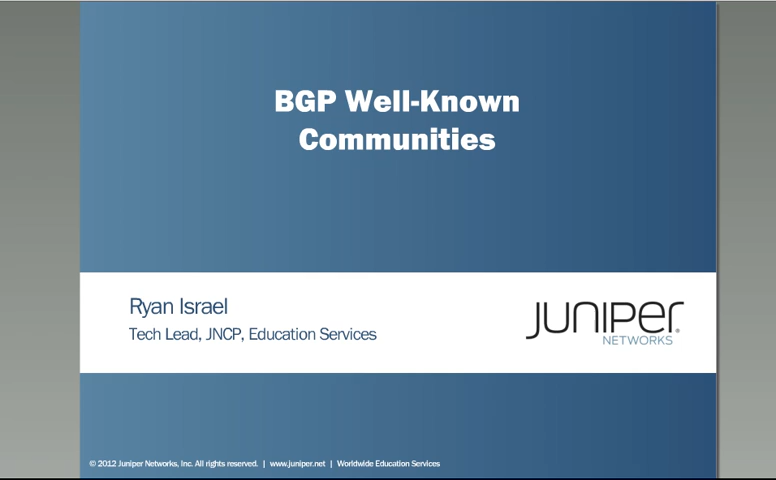 BGP Well-Known
Communities
Ryan Israel
Tech Lead, JNCP, Education Services
JUNIPER®
NETWORKS
© 2012 Juniper Networks, Inc. All rights reserved. | www.juniper.net | Worldwide Education Services